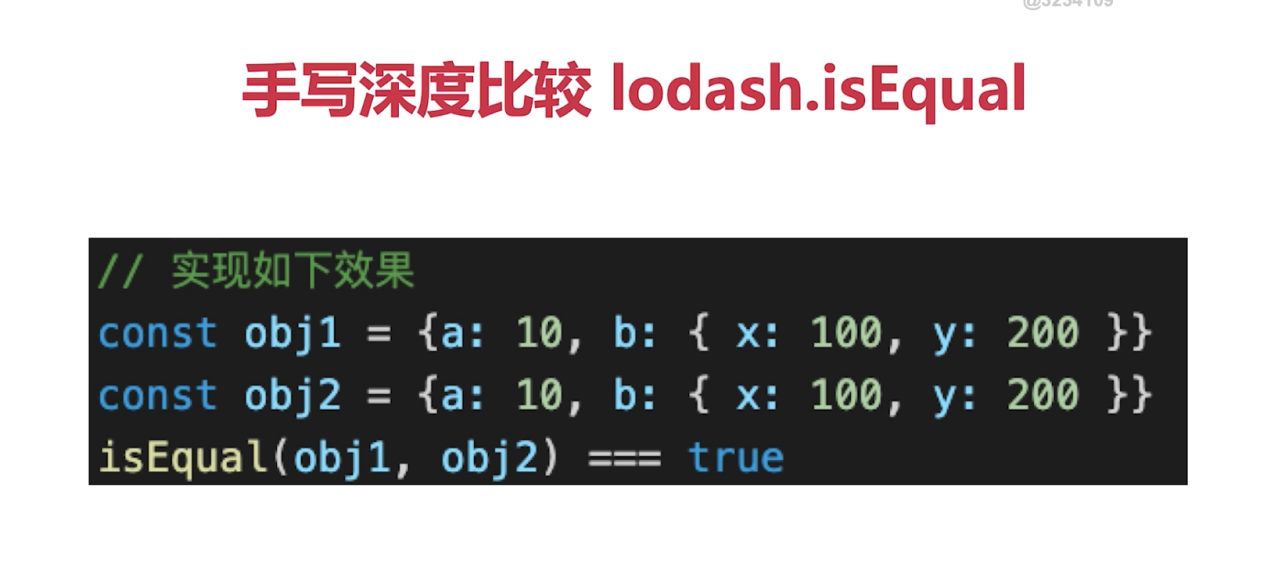 手写深度比较 lodash.isEqual
// 实现如下效果
const obj1 = {a: 10, b: { x: 100, y: 200 }}
const obj2 = {a: 10, b: { x: 100, y: 200 }}
isEqual(obj1, obj2) === true